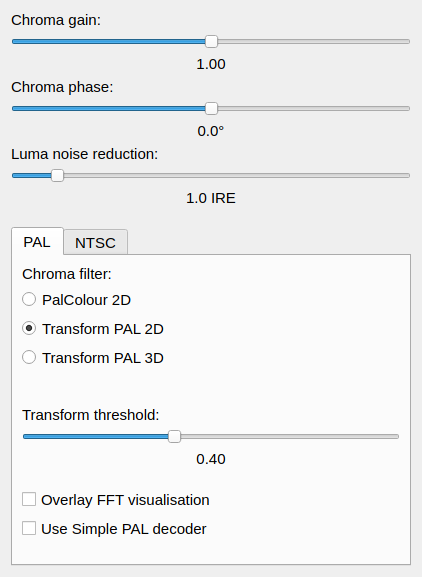 Chroma gain:
1.00
Chroma phase:
0.0°
Luma noise reduction:
1.0 IRE
PAL NTSC
Chroma filter:
PalColour 2D
Transform PAL 2D
Transform PAL 3D
Transform threshold:
0.40
Overlay FFT visualisation
Use Simple PAL decoder